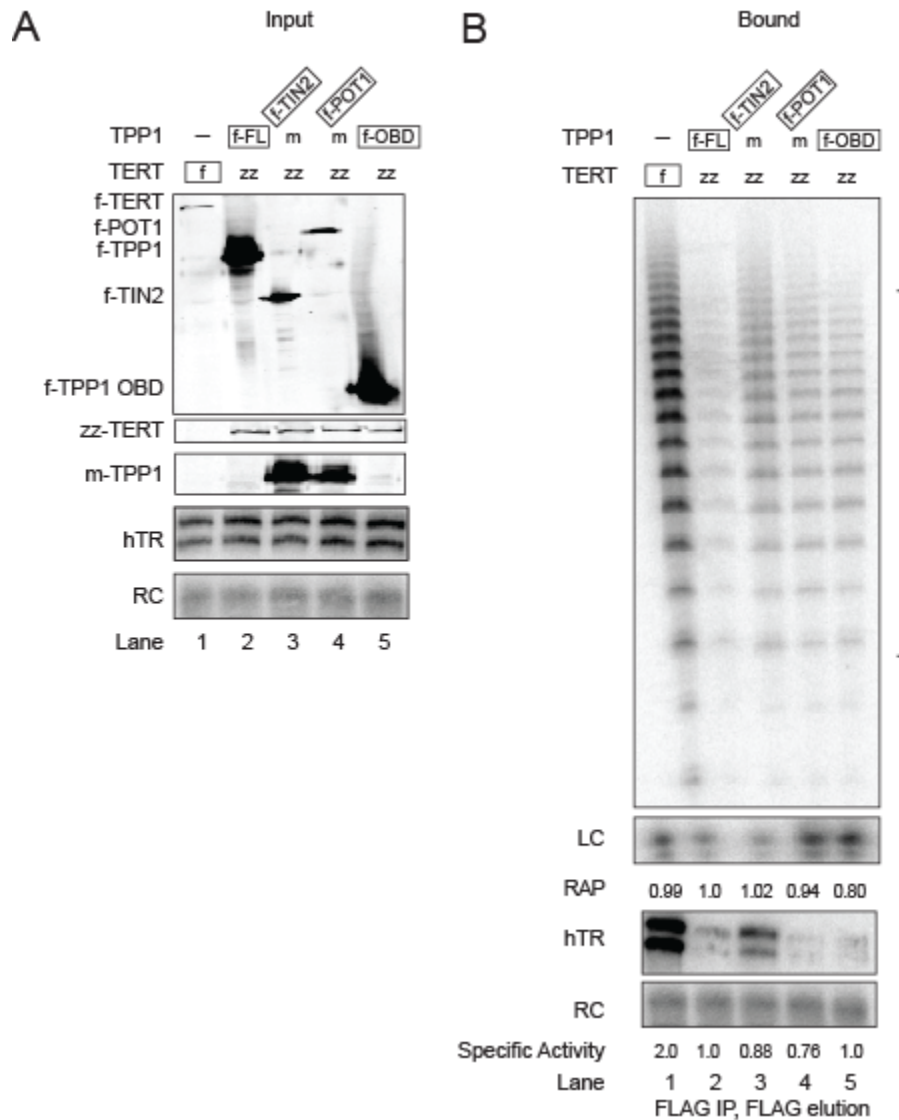 A
Input
f-TIN2
f-POT1
TPP1 – f-FL m m f-OBD
TERT f zz zz zz zz
f-TERT
f-POT1
f-TPP1
f-TIN2
f-TPP1 OBD
zz-TERT
m-TPP1
hTR
RC
Lane 1 2 3 4 5
B
Bound
f-TIN2
f-POT1
TPP1 – f-FL m m f-OBD
TERT f zz zz zz zz
LC
RAP 0.99 1.0 1.02 0.94 0.80
hTR
RC
Specific Activity 2.0 1.0 0.88 0.76 1.0
Lane 1 2 3 4 5
FLAG IP, FLAG elution